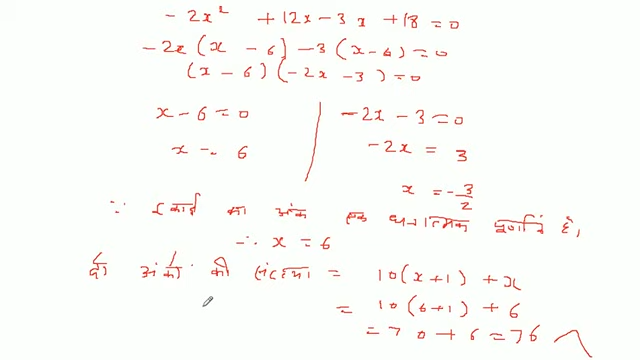 - 2x² + 12x - 3x + 18 = 0
- 2x (x - 6) - 3 (x - 6) = 0
(x - 6) (-2x - 3) = 0
x - 6 = 0
x = 6
- 2x - 3 = 0
- 2x = 3
x = - 3/2
∵ इकाई का अंक एक धनात्मक पूर्णांक है,
∴ x = 6
दो अंको की संख्या = 10(x+1) + x
= 10(6+1) + 6
= 70 + 6 = 76